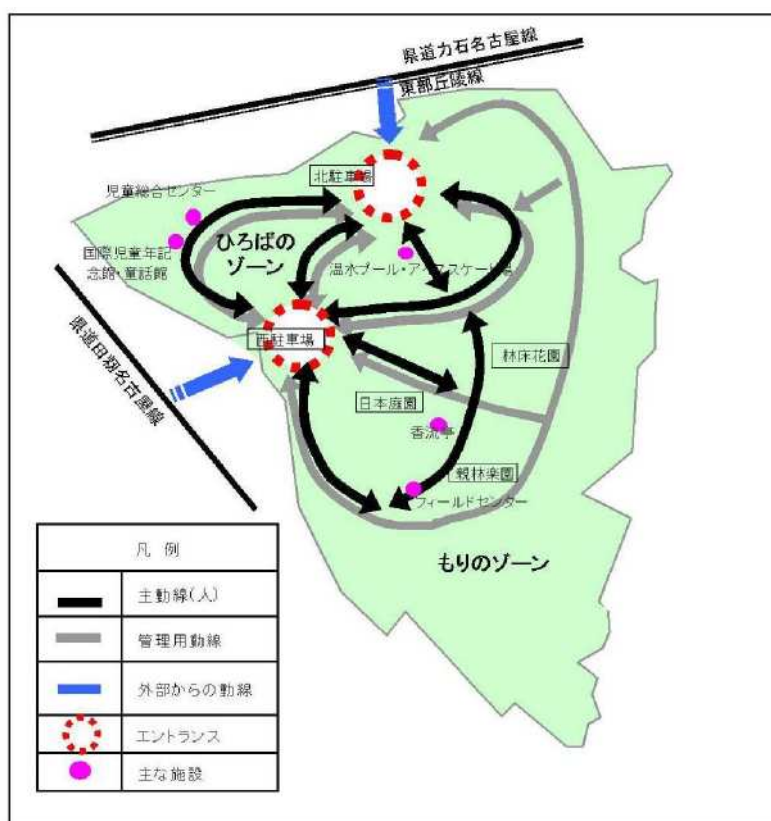 県道力石名古屋線
東部丘陵線
北駐車場
児童総合センター
ひろばの
ゾーン
国際児童年記
念館・童話館
温水プール・アイススケート場
西駐車場
県道田籾名古屋線
林床花園
日本庭園
香流亭
親林楽園
フィールドセンター
もりのゾーン
凡 例
主動線(人)
管理用動線
外部からの動線
エントランス
主な施設